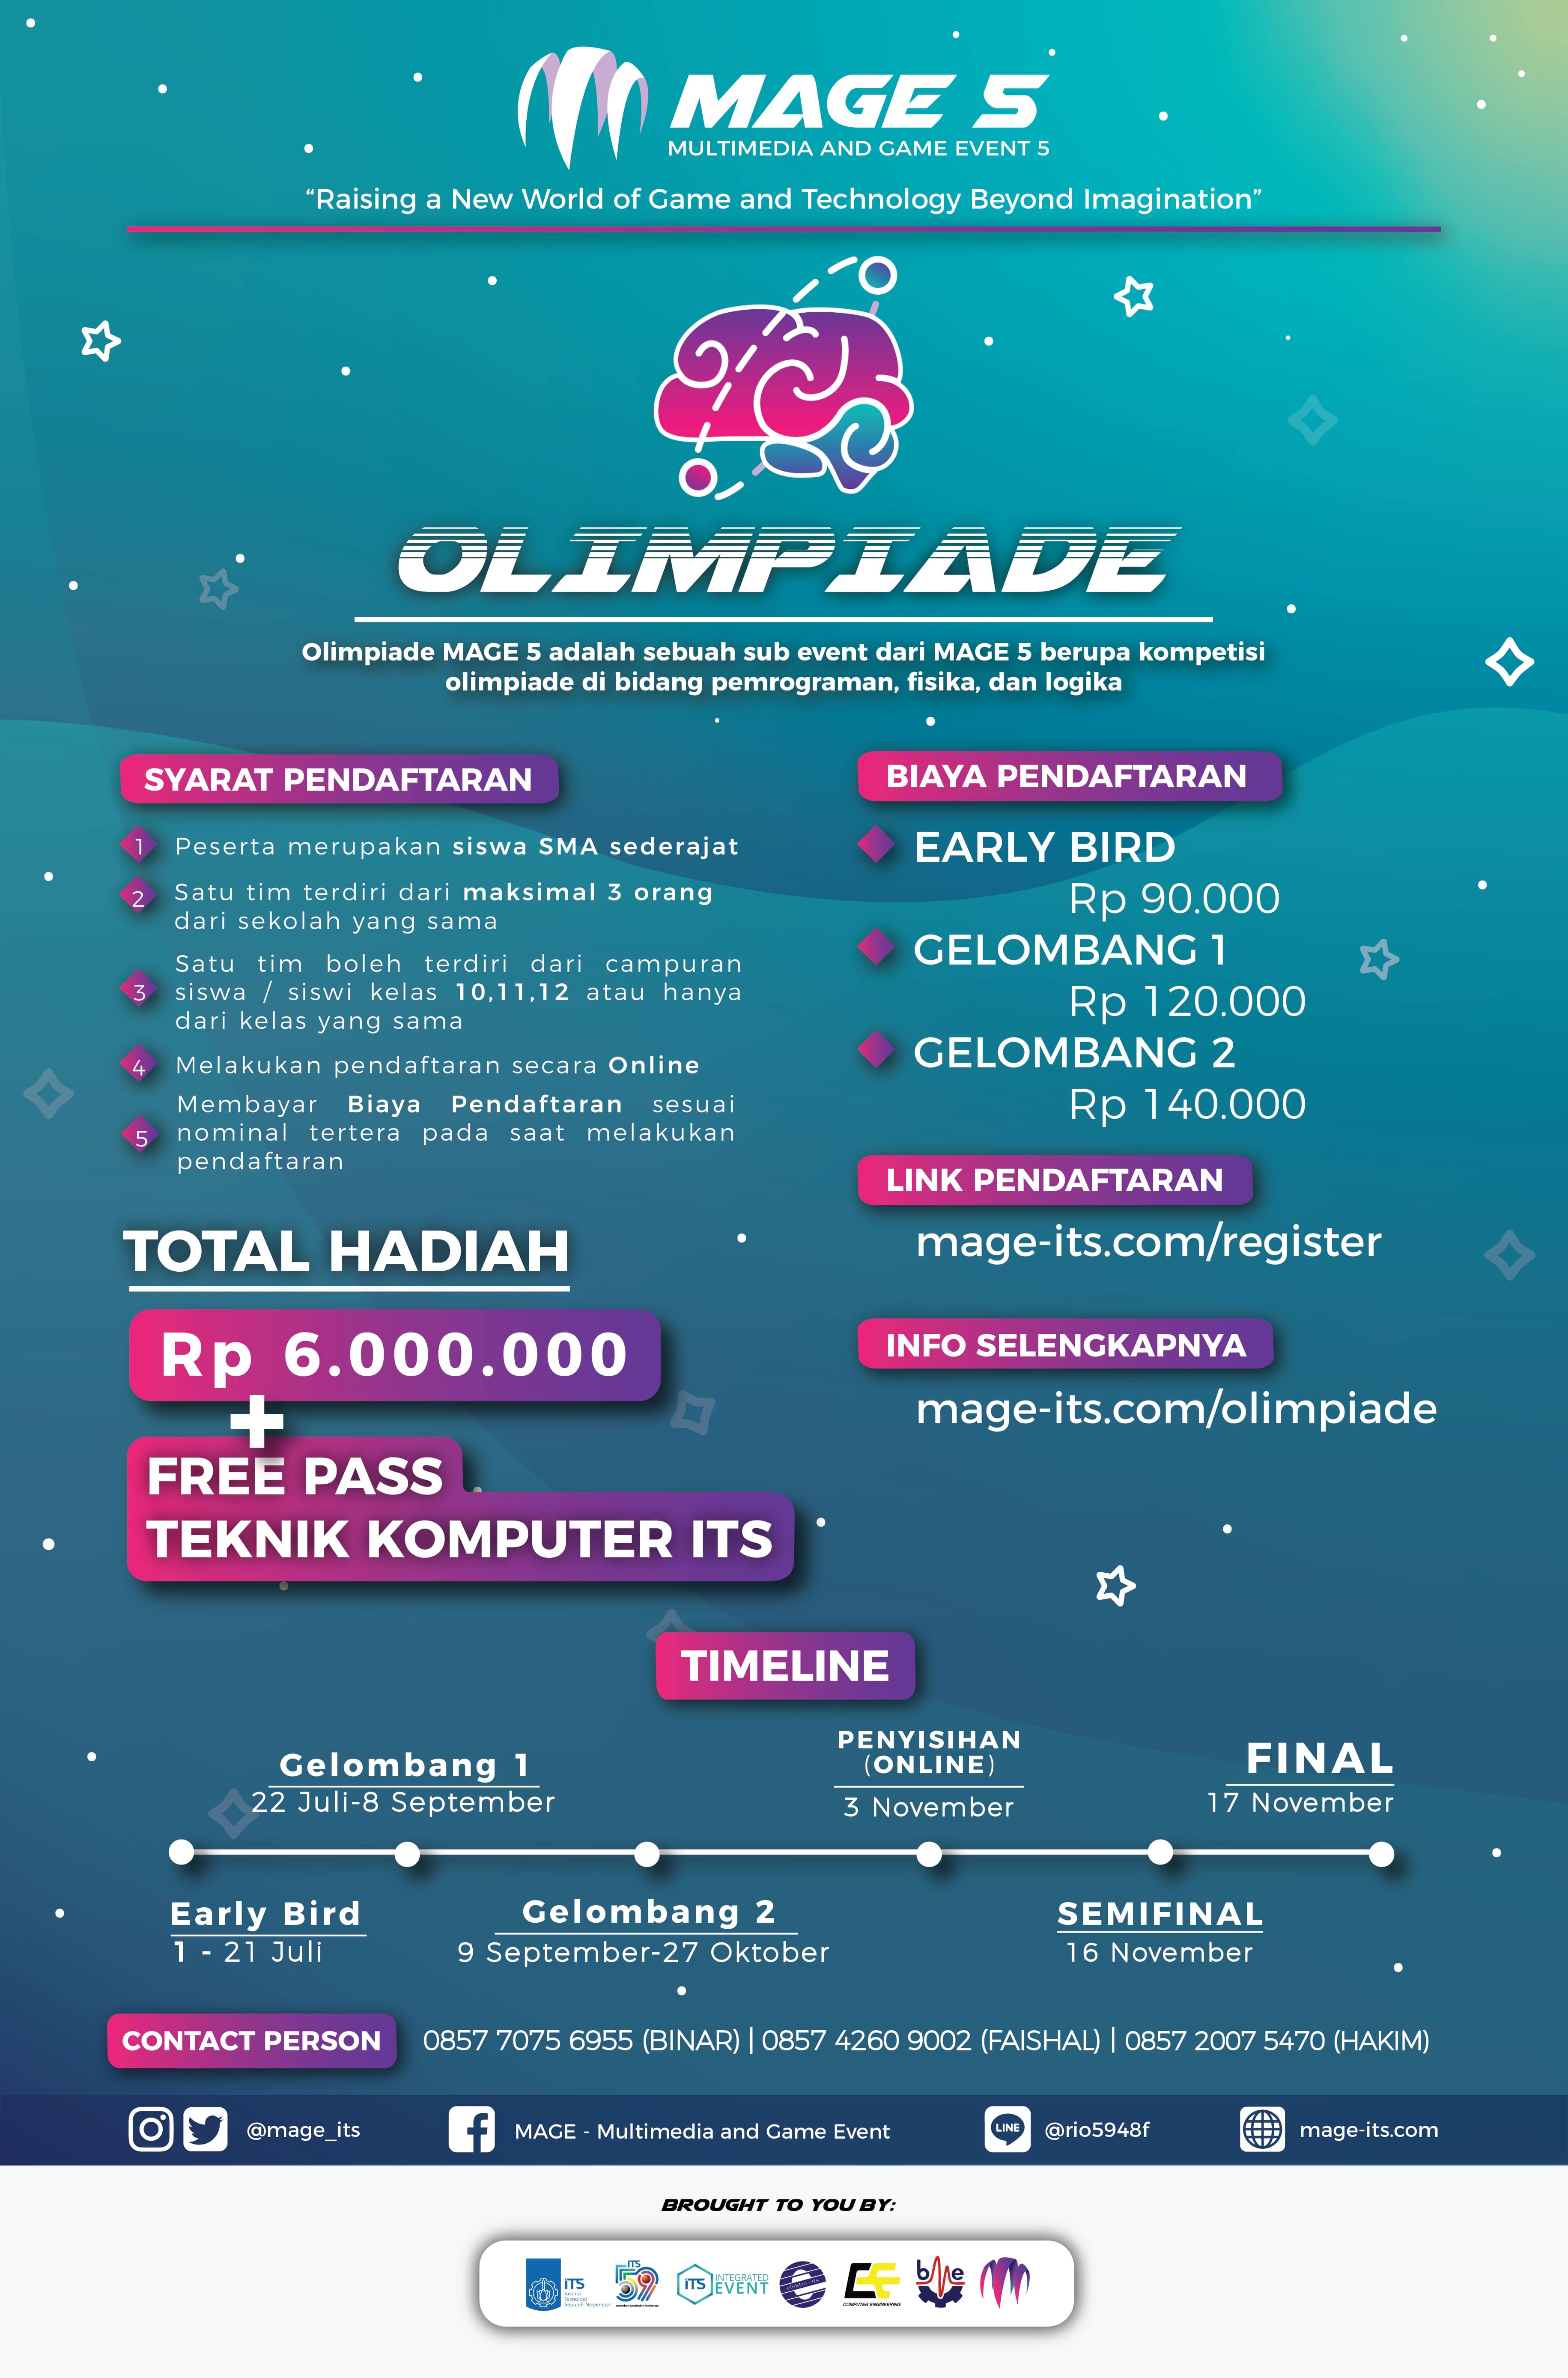 MAGE 5
MULTIMEDIA AND GAME EVENT 5
“Raising a New World of Game and Technology Beyond Imagination”
OLIMPIADE
Olimpiade MAGE 5 adalah sebuah sub event dari MAGE 5 berupa kompetisi
olimpiade di bidang pemrograman, fisika, dan logika
SYARAT PENDAFTARAN
1 Peserta merupakan siswa SMA sederajat
2 Satu tim terdiri dari maksimal 3 orang
dari sekolah yang sama
3 Satu tim boleh terdiri dari campuran
siswa / siswi kelas 10,11,12 atau hanya
dari kelas yang sama
4 Melakukan pendaftaran secara Online
5 Membayar Biaya Pendaftaran sesuai
nominal tertera pada saat melakukan
pendaftaran
BIAYA PENDAFTARAN
EARLY BIRD
Rp 90.000
GELOMBANG 1
Rp 120.000
GELOMBANG 2
Rp 140.000
LINK PENDAFTARAN
mage-its.com/register
INFO SELENGKAPNYA
mage-its.com/olimpiade
TOTAL HADIAH
Rp 6.000.000
+
FREE PASS
TEKNIK KOMPUTER ITS
TIMELINE
Early Bird
1 - 21 Juli
Gelombang 1
22 Juli-8 September
Gelombang 2
9 September-27 Oktober
PENYISIHAN
(ONLINE)
3 November
SEMIFINAL
16 November
FINAL
17 November
CONTACT PERSON
0857 7075 6955 (BINAR) | 0857 4260 9002 (FAISHAL) | 0857 2007 5470 (HAKIM)
@mage_its
MAGE - Multimedia and Game Event
LINE
@rio5948f
mage-its.com
BROUGHT TO YOU BY:
ITS
Institut
Teknologi
Sepuluh Nopember
ITS
59
ITS
INTEGRATED
EVENT
CE
COMPUTER ENGINEERING
bme